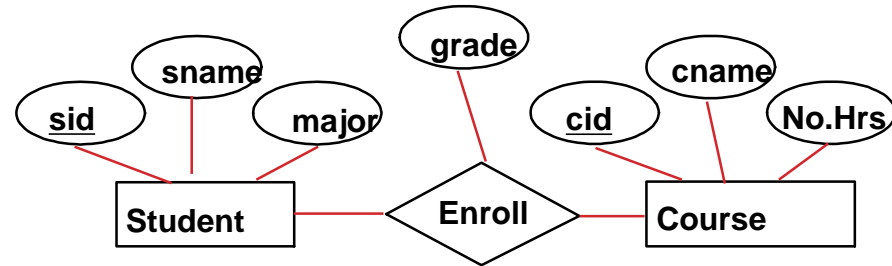 grade
sname
cname
sid
major
cid
No.Hrs
Student
Enroll
Course